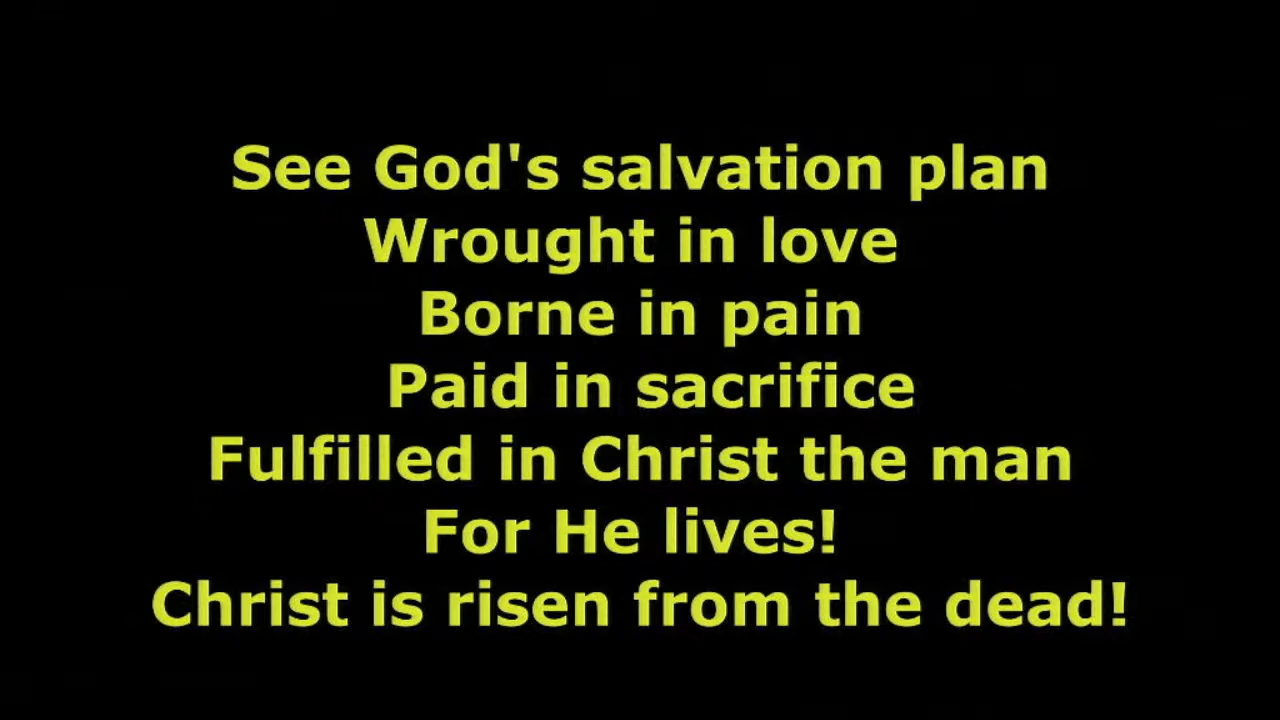 See God's salvation plan
Wrought in love
Borne in pain
Paid in sacrifice
Fulfilled in Christ the man
For He lives!
Christ is risen from the dead!